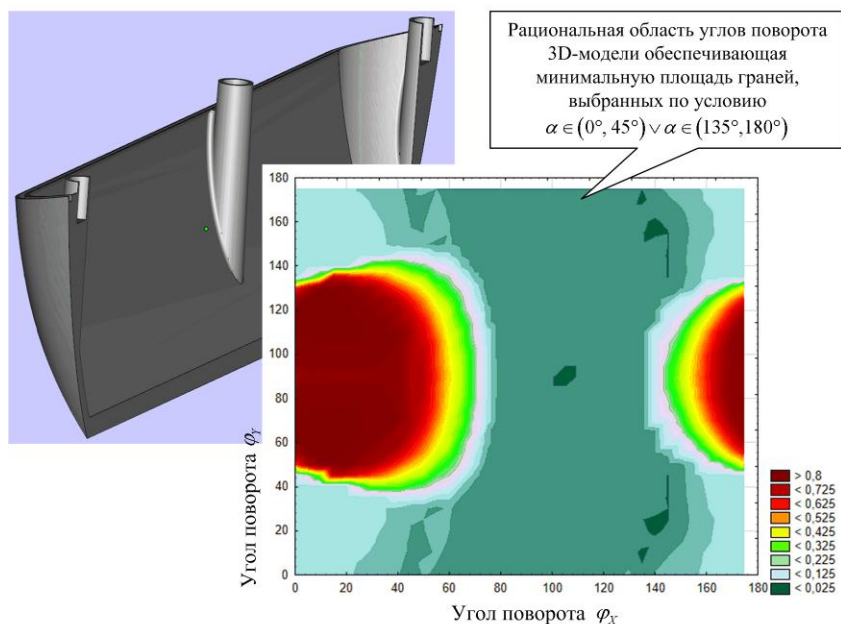 Рациональная область углов поворота
3D-модели обеспечивающая
минимальную площадь граней,
выбранных по условию
α ∈ (0°, 45°) ∨ α ∈ (135°,180°)
180
160
140
120
100
80
60
40
20
0
Угол поворота φY
0 20 40 60 80 100 120 140 160 180
Угол поворота φX
> 0,8
< 0,725
< 0,625
< 0,525
< 0,425
< 0,325
< 0,225
< 0,125
< 0,025